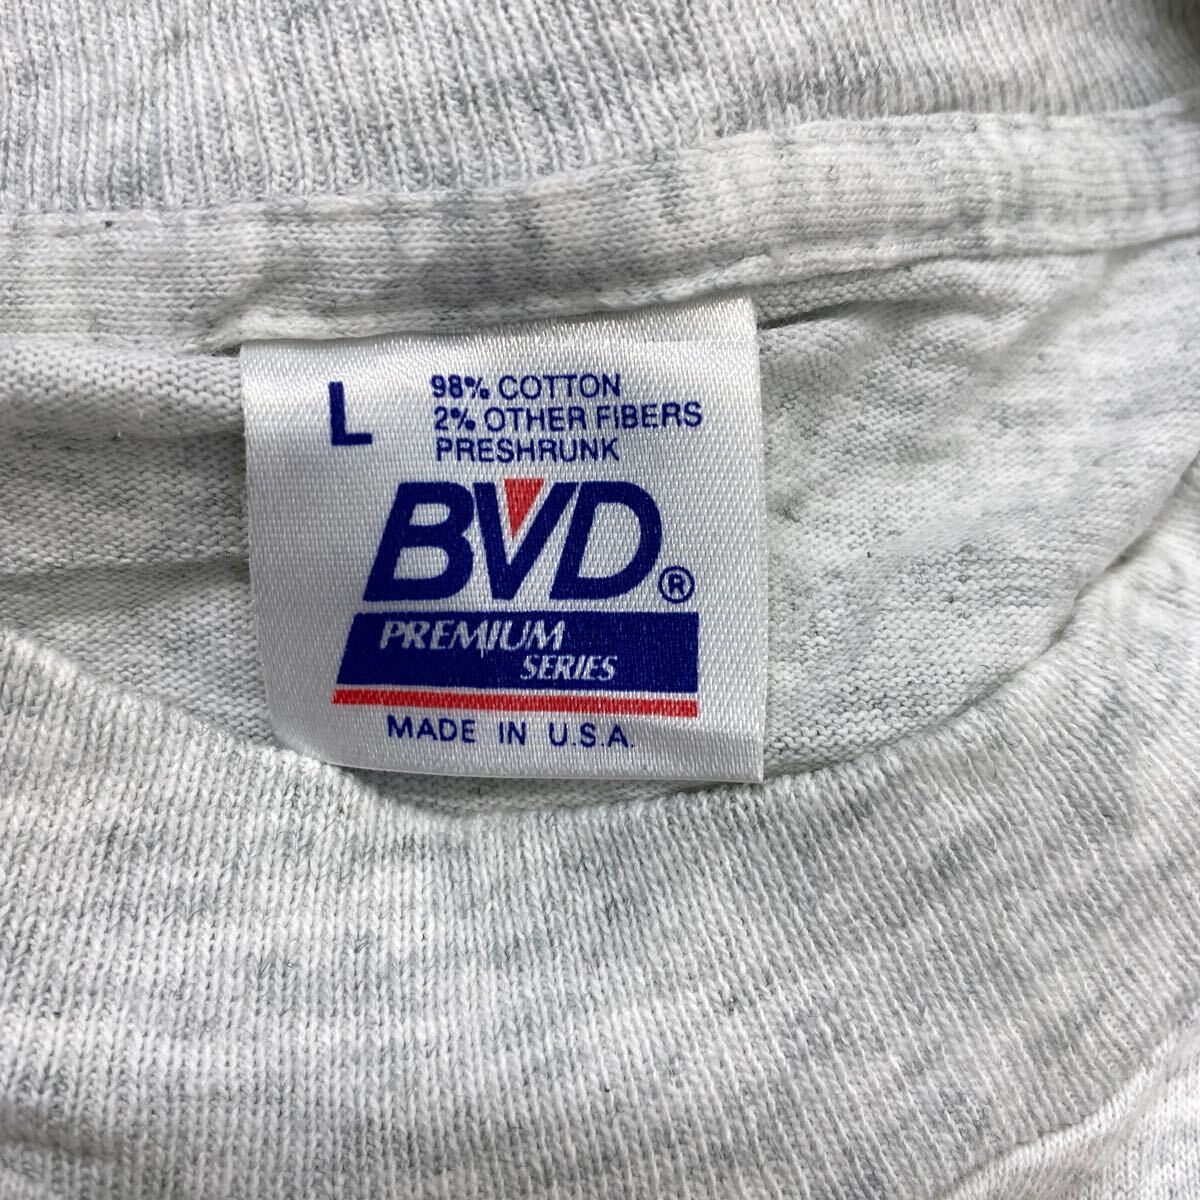 L
98% COTTON
2% OTHER FIBERS
PRESHRUNK
BVD®
PREMIUM
SERIES
MADE IN U.S.A.